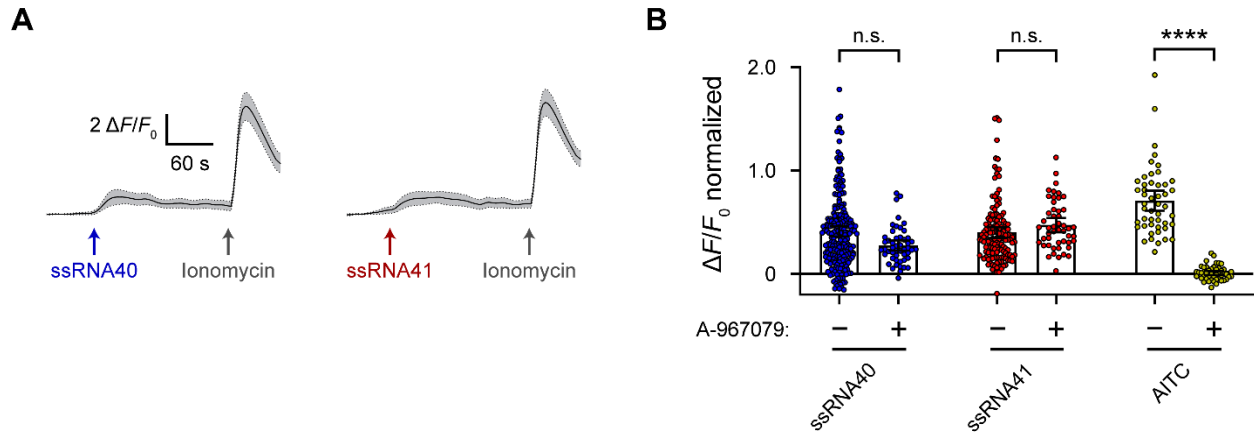 A
2 ΔF/F0
60 s
ssRNA40
Ionomycin
ssRNA41
Ionomycin
B
n.s.
n.s.
****
ΔF/F0 normalized
2.0
1.0
0
A-967079:
− + − + − +
ssRNA40
ssRNA41
AITC